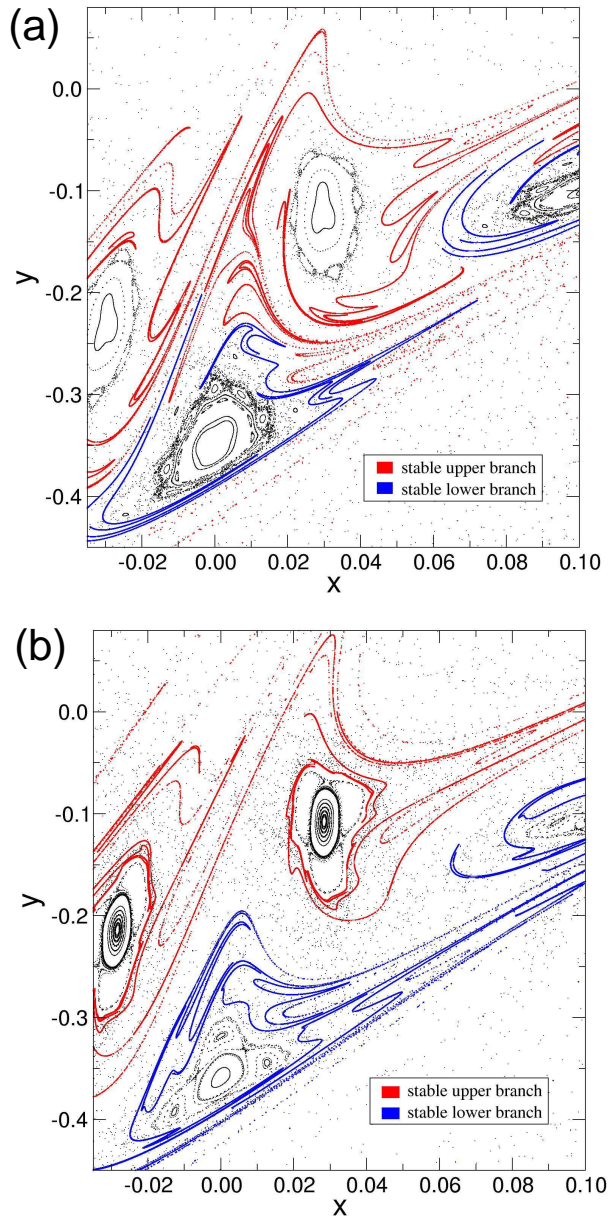 (a)
0.0
-0.1
-0.2
-0.3
-0.4
y
stable upper branch
stable lower branch
-0.02 0.00 0.02 0.04 0.06 0.08 0.10
x
(b)
0.0
-0.1
-0.2
-0.3
-0.4
y
stable upper branch
stable lower branch
-0.02 0.00 0.02 0.04 0.06 0.08 0.10
x